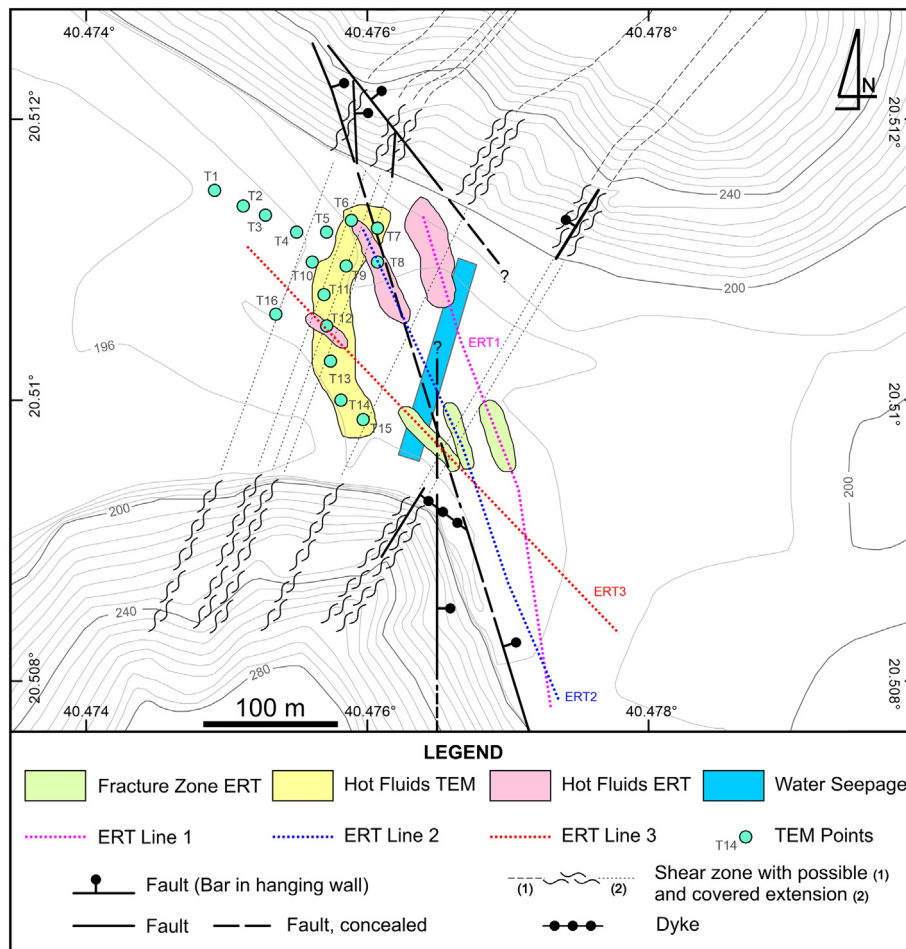 40.474°
40.476°
40.478°
N
20.512°
20.512°
T1
T2
T3
T4
T5
T6
T7
T8
T9
T10
T11
T12
T13
T14
T15
T16
240
200
?
196
?
ERT1
20.51°
20.511°
200
200
240
280
ERT3
ERT2
20.508°
20.508°
100 m
40.474°
40.476°
40.478°
LEGEND
Fracture Zone ERT
Hot Fluids TEM
Hot Fluids ERT
Water Seepage
ERT Line 1
ERT Line 2
ERT Line 3
T14
TEM Points
Fault (Bar in hanging wall)
(1)
(2)
Shear zone with possible (1)
and covered extension (2)
Fault
Fault, concealed
Dyke